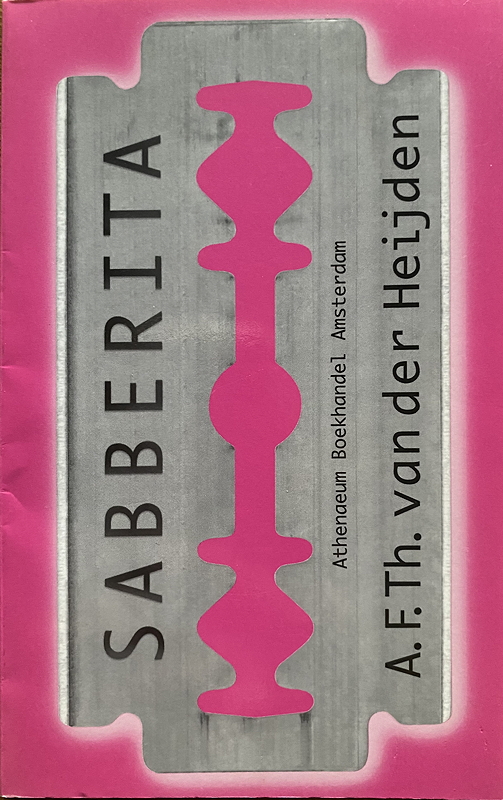 SABBERITA
Athenaeum Boekhandel Amsterdam
A.F.Th. van der Heijden